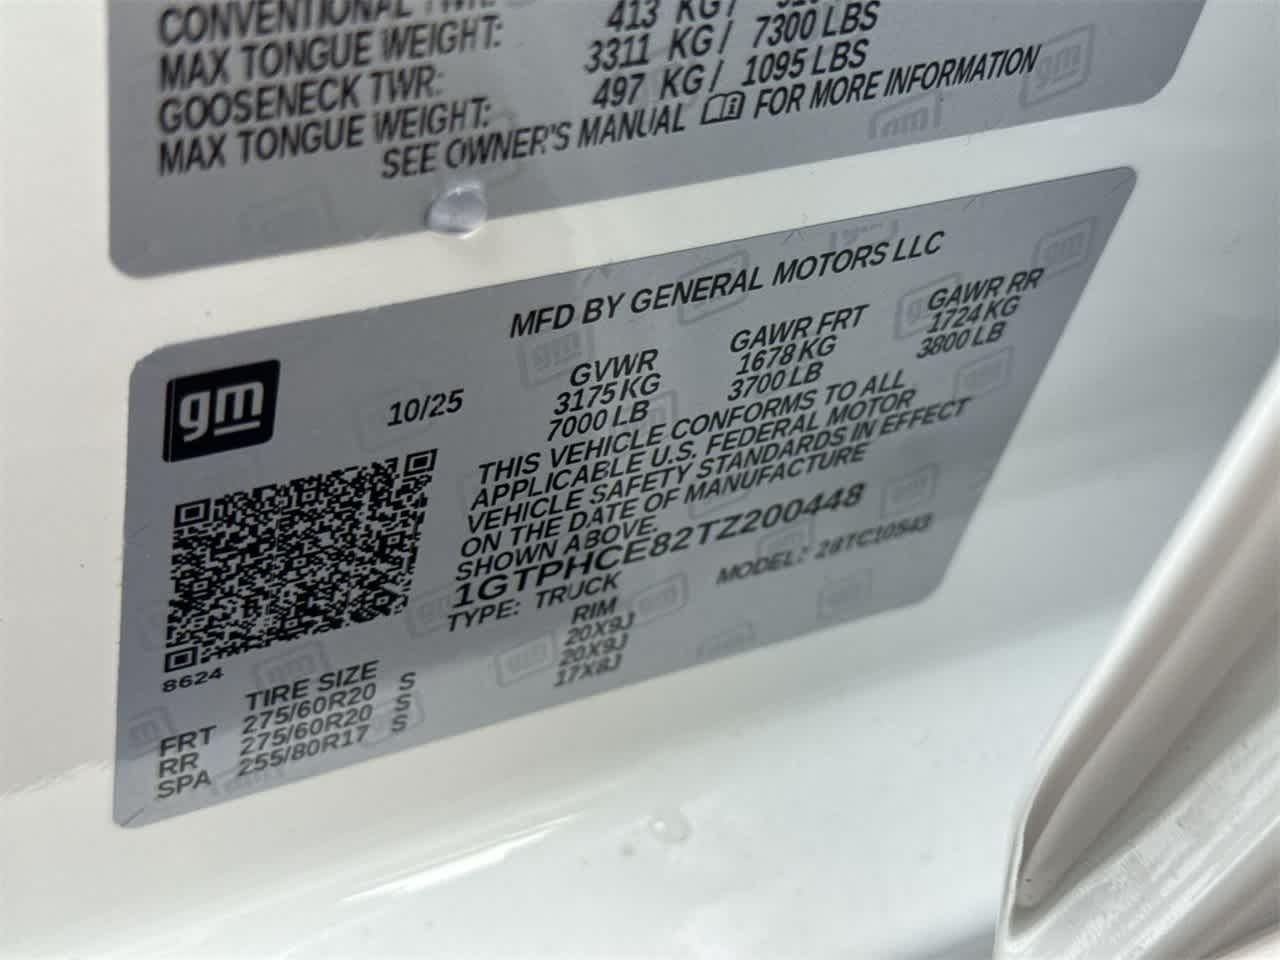 CONVENTIONAL TWR:
MAX TONGUE WEIGHT: 413 KG/
GOOSENECK TWR: 3311 KG/ 7300 LBS
MAX TONGUE WEIGHT: 497 KG/ 1095 LBS
SEE OWNER'S MANUAL FOR MORE INFORMATION
MFD BY GENERAL MOTORS LLC
gm
10/25
GVWR GAWR FRT GAWR RR
3175 KG 1678 KG 1724 KG
7000 LB 3700 LB 3800 LB
THIS VEHICLE CONFORMS TO ALL
APPLICABLE U.S. FEDERAL MOTOR
VEHICLE SAFETY STANDARDS IN EFFECT
ON THE DATE OF MANUFACTURE
SHOWN ABOVE.
1GTPHCE82TZ200448
TYPE: TRUCK MODEL:
8624
TIRE SIZE RIM
FRT 275/60R20 S 20X9J
RR 275/60R20 S 20X9J
SPA 255/80R17 S 17X8J